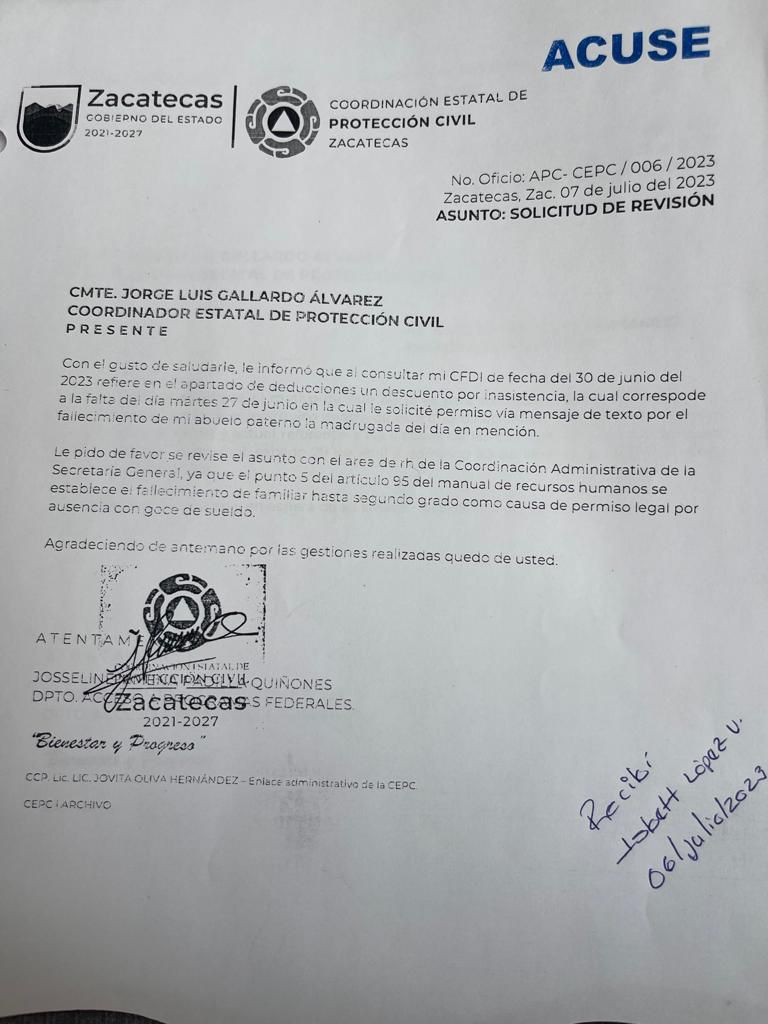 ACUSE
Zacatecas
GOBIERNO DEL ESTADO
2021-2027
COORDINACIÓN ESTATAL DE
PROTECCIÓN CIVIL
ZACATECAS
No. Oficio: APC- CEPC / 006 / 2023
Zacatecas, Zac. 07 de julio del 2023
ASUNTO: SOLICITUD DE REVISIÓN
CMTE. JORGE LUIS GALLARDO ÁLVAREZ
COORDINADOR ESTATAL DE PROTECCIÓN CIVIL
P R E S E N T E
Con el gusto de saludarle, le informó que al consultar mi CFDI de fecha del 30 de junio del
2023 refiere en el apartado de deducciones un descuento por inasistencia, la cual correspode
a la falta del día mártes 27 de junio en la cual le solicité permiso vía mensaje de texto por el
fallecimiento de mi abuelo paterno la madrugada del día en mención.
Le pido de favor se revise el asunto con el area de rh de la Coordinación Administrativa de la
Secretaría General, ya que el punto 5 del artículo 95 del manual de recursos humanos se
establece el fallecimiento de familiar hasta segundo grado como causa de permiso legal por
ausencia con goce de sueldo.
Agradeciendo de antemano por las gestiones realizadas quedo de usted.
A T E N T A M E
COORDINACIÓN ESTATAL DE
JOSSELINE PADILLA QUIÑONES
PROTECCIÓN CIVIL
DPTO. ACCESO A PROGRAMAS FEDERALES.
Zacatecas
2021-2027
"Bienestar y Progreso"
CCP. Lic. LIC. JOVITA OLIVA HERNÁNDEZ – Enlace administrativo de la CEPC.
CEPC | ARCHIVO
Recibí
López V.
06/Julio/2023